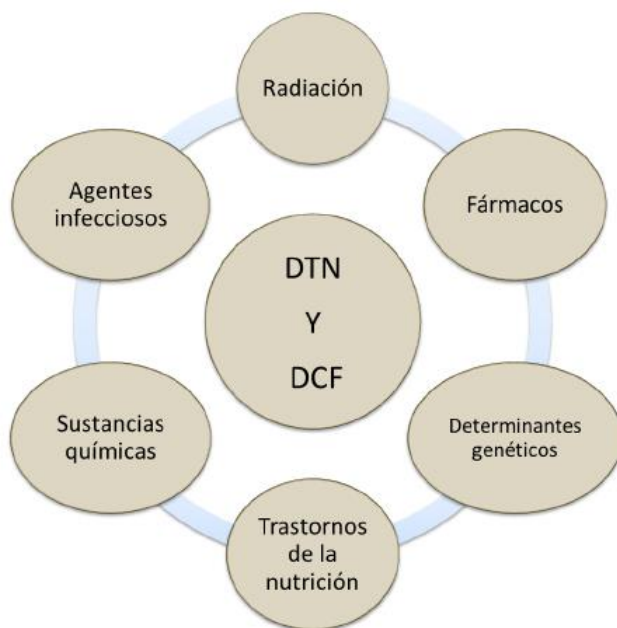 Radiación
Fármacos
Determinantes
genéticos
Trastornos
de la
nutrición
Sustancias
químicas
Agentes
infecciosos
DTN
Y
DCF